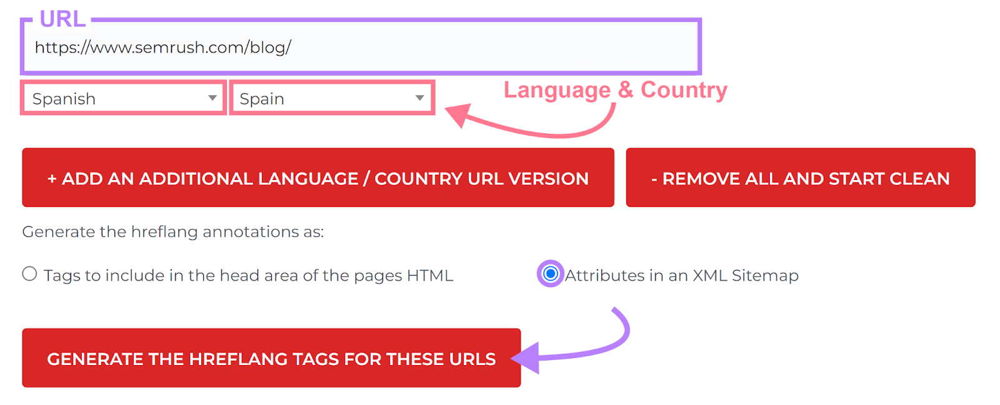 URL
https://www.semrush.com/blog/
Spanish
Spain
Language & Country
+ ADD AN ADDITIONAL LANGUAGE / COUNTRY URL VERSION
- REMOVE ALL AND START CLEAN
Generate the hreflang annotations as:
Tags to include in the head area of the pages HTML
Attributes in an XML Sitemap
GENERATE THE HREFLANG TAGS FOR THESE URLS